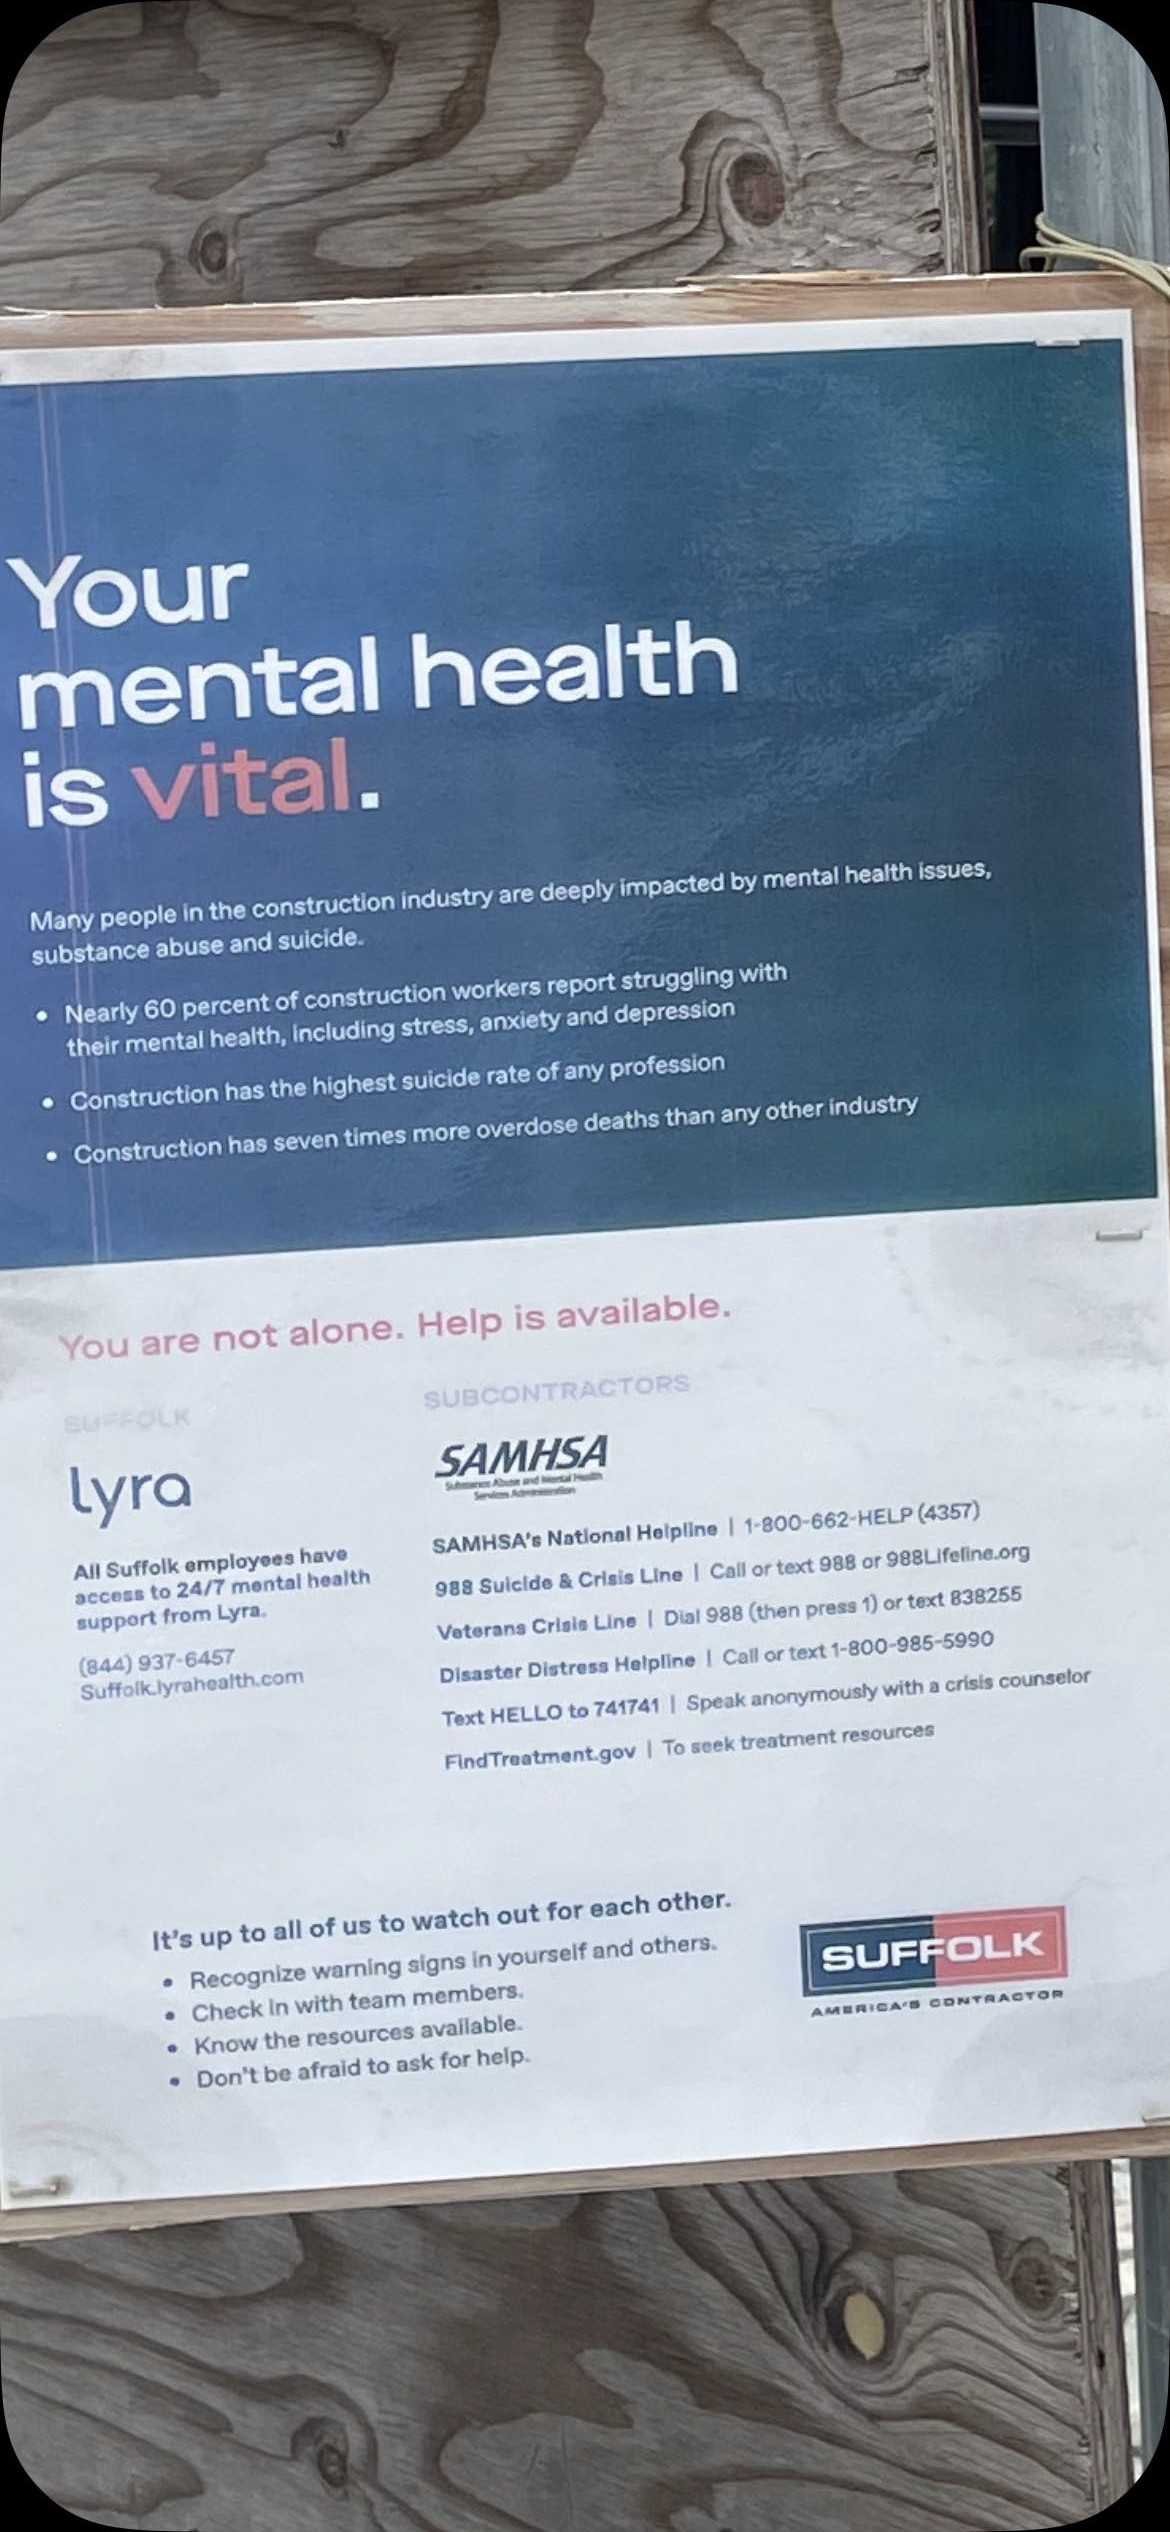 Your
mental health
is vital.
Many people in the construction industry are deeply impacted by mental health issues,
substance abuse and suicide.
• Nearly 60 percent of construction workers report struggling with
their mental health, including stress, anxiety and depression
• Construction has the highest suicide rate of any profession
• Construction has seven times more overdose deaths than any other industry
You are not alone. Help is available.
SUFFOLK
lyra
All Suffolk employees have
access to 24/7 mental health
support from Lyra.
(844) 937-6457
Suffolk.lyrahealth.com
SUBCONTRACTORS
SAMHSA
Substance Abuse and Mental Health
Services Administration
SAMHSA's National Helpline | 1-800-662-HELP (4357)
988 Suicide & Crisis Line | Call or text 988 or 988Lifeline.org
Veterans Crisis Line | Dial 988 (then press 1) or text 838255
Disaster Distress Helpline | Call or text 1-800-985-5990
Text HELLO to 741741 | Speak anonymously with a crisis counselor
FindTreatment.gov | To seek treatment resources
It's up to all of us to watch out for each other.
• Recognize warning signs in yourself and others.
• Check in with team members.
• Know the resources available.
• Don't be afraid to ask for help.
SUFFOLK
AMERICA'S CONTRACTOR